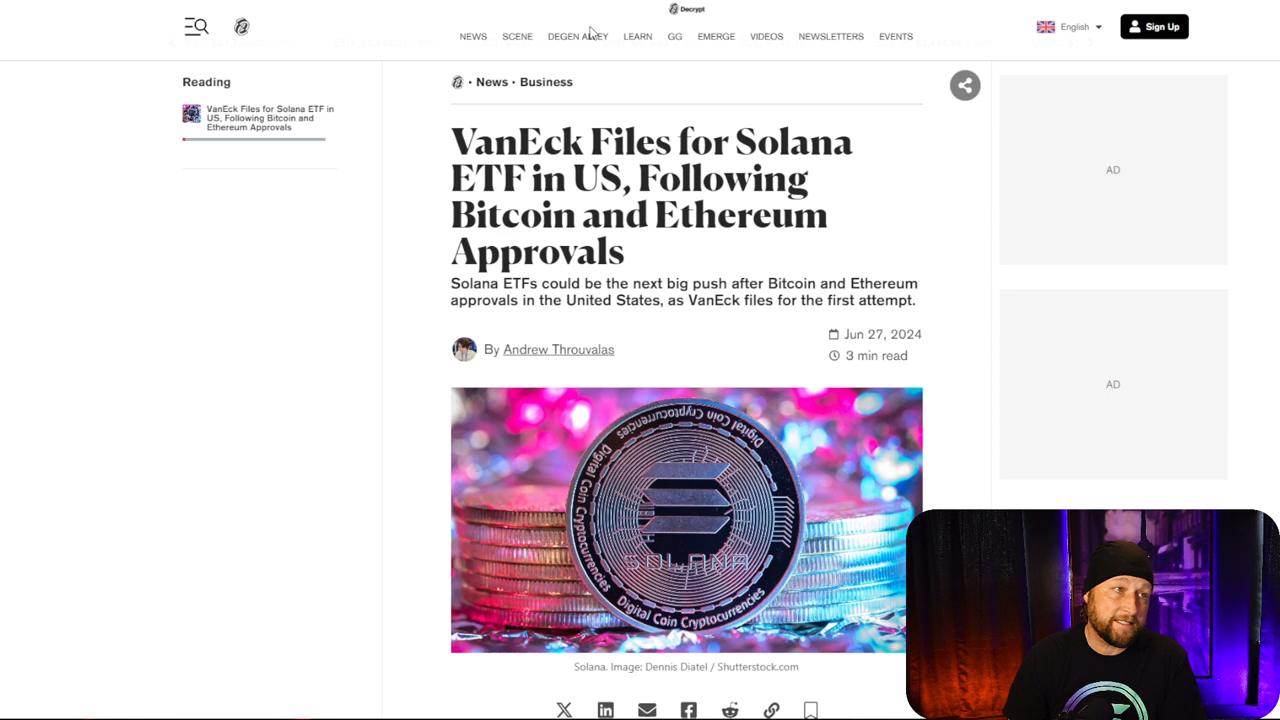 Decrypt
NEWS SCENE DEGEN ALLEY LEARN GG EMERGE VIDEOS NEWSLETTERS EVENTS
English
Sign Up
Reading
VanEck Files for Solana ETF in
US, Following Bitcoin and
Ethereum Approvals
· News · Business
VanEck Files for Solana
ETF in US, Following
Bitcoin and Ethereum
Approvals
Solana ETFs could be the next big push after Bitcoin and Ethereum
approvals in the United States, as VanEck files for the first attempt.
By Andrew Throuvalas
Jun 27, 2024
3 min read
AD
AD
Digital Coin Cryptocurrencies
Digital Coin Cryptocurrencies
SOLANA
Solana. Image: Dennis Diatel / Shutterstock.com